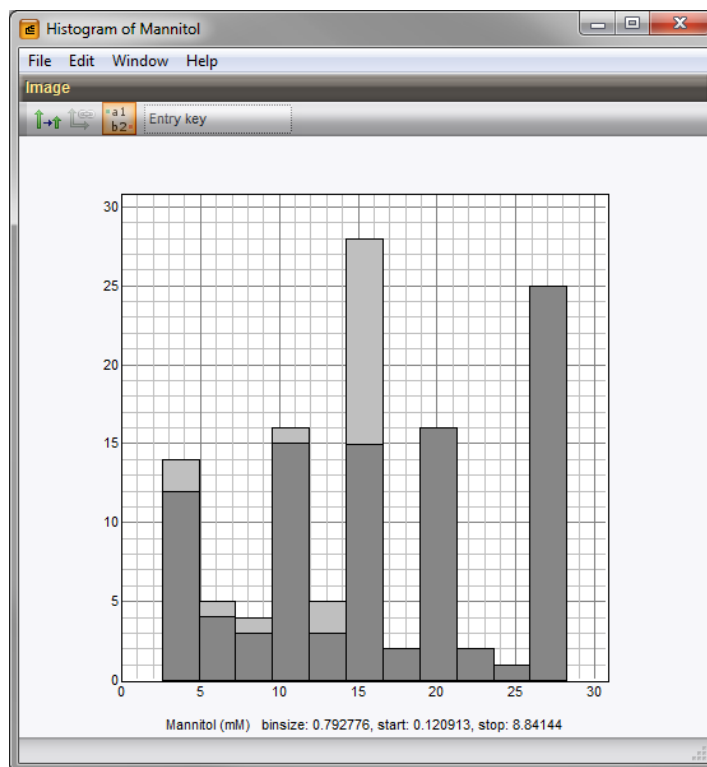 Histogram of Mannitol
File Edit Window Help
Image
a1
b2
Entry key
30
25
20
15
10
5
0
0 5 10 15 20 25 30
Mannitol (mM) binsize: 0.792776, start: 0.120913, stop: 8.84144